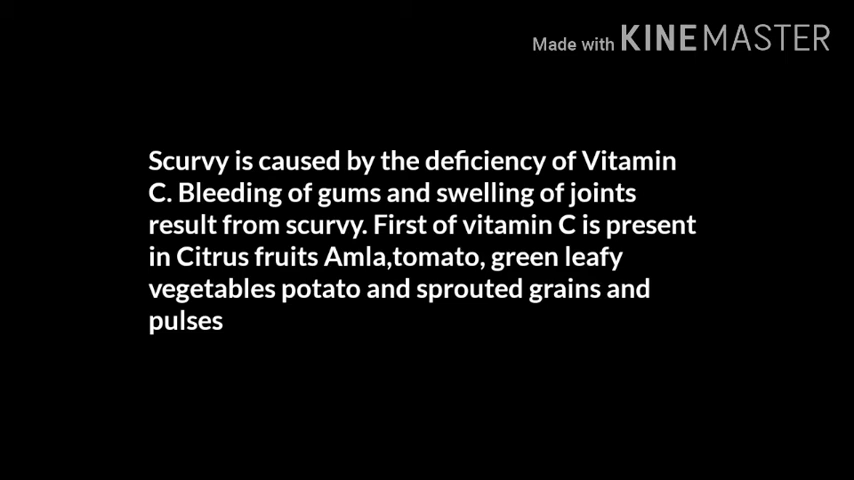 Made with KINEMASTER
Scurvy is caused by the deficiency of Vitamin
C. Bleeding of gums and swelling of joints
result from scurvy. First of vitamin C is present
in Citrus fruits Amla,tomato, green leafy
vegetables potato and sprouted grains and
pulses